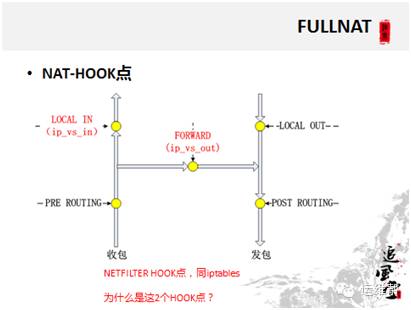 FULLNAT
• NAT-HOOK点
LOCAL IN
(ip_vs_in)
FORWARD
(ip_vs_out)
LOCAL OUT
PRE ROUTING
POST ROUTING
收包
发包
NETFILTER HOOK点，同iptables
为什么是这2个HOOK点？
追风
运维帮